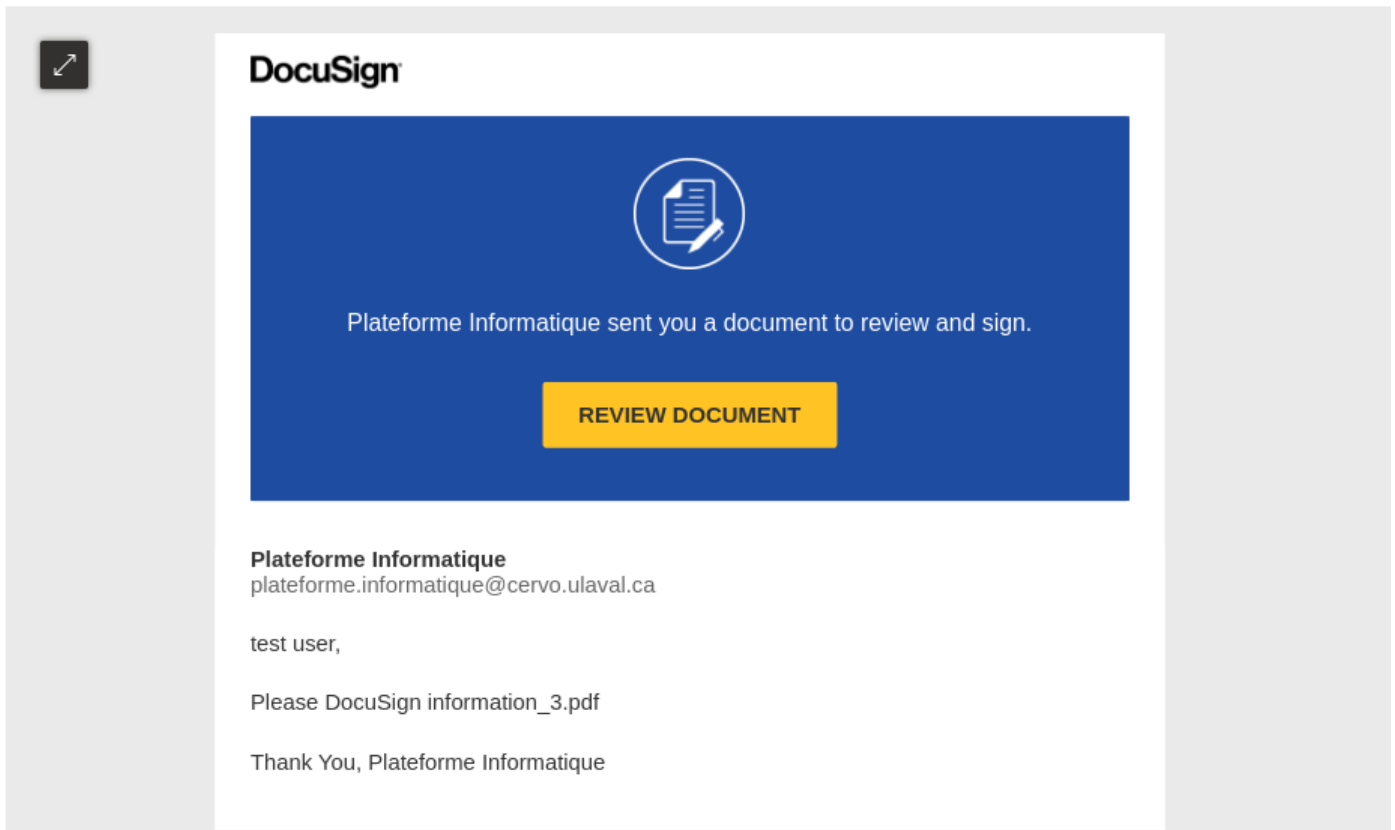 DocuSign
Plateforme Informatique sent you a document to review and sign.
REVIEW DOCUMENT
Plateforme Informatique
plateforme.informatique@cervo.ulaval.ca
test user,
Please DocuSign information_3.pdf
Thank You, Plateforme Informatique